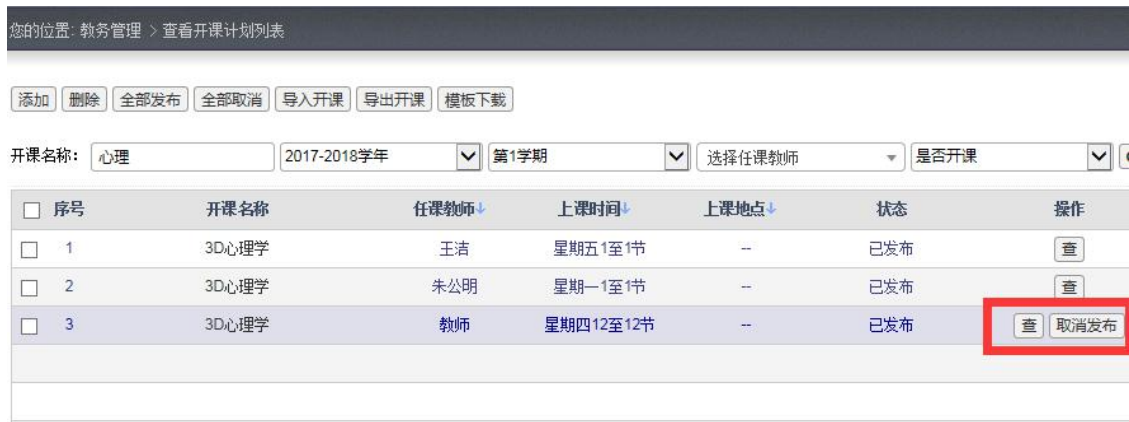 您的位置: 教务管理 > 查看开课计划列表
添加 删除 全部发布 全部取消 导入开课 导出开课 模板下载
开课名称: 心理 2017-2018学年 第1学期 选择任课教师 是否开课
序号 开课名称 任课教师↓ 上课时间↓ 上课地点↓ 状态 操作
1 3D心理学 王洁 星期五1至1节 -- 已发布 查
2 3D心理学 朱公明 星期一1至1节 -- 已发布 查
3 3D心理学 教师 星期四12至12节 -- 已发布 查 取消发布